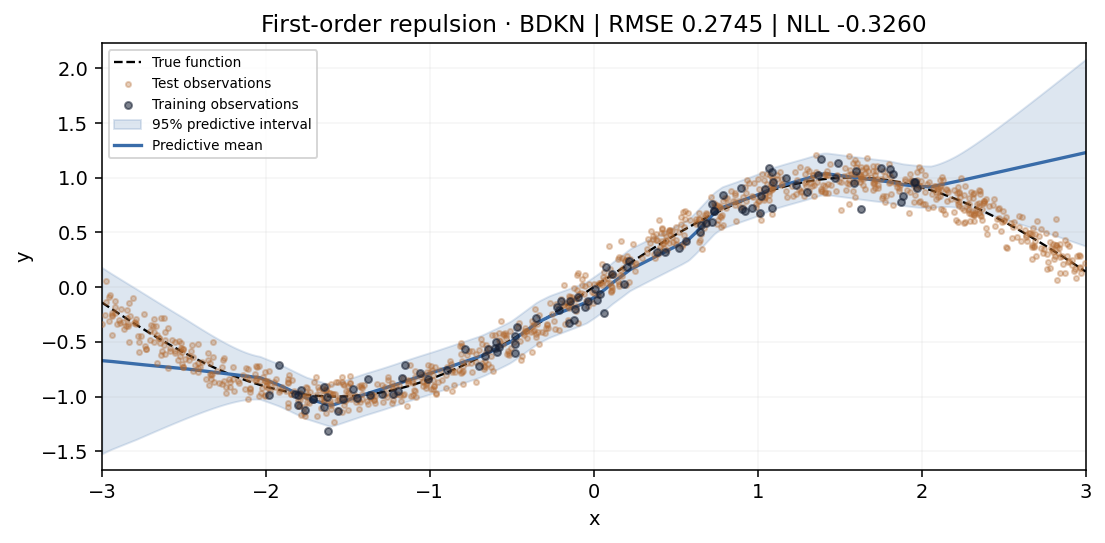 First-order repulsion · BDKN | RMSE 0.2745 | NLL -0.3260
True function
Test observations
Training observations
95% predictive interval
Predictive mean
2.0
1.5
1.0
0.5
0.0
−0.5
−1.0
−1.5
y
−3 −2 −1 0 1 2 3
x